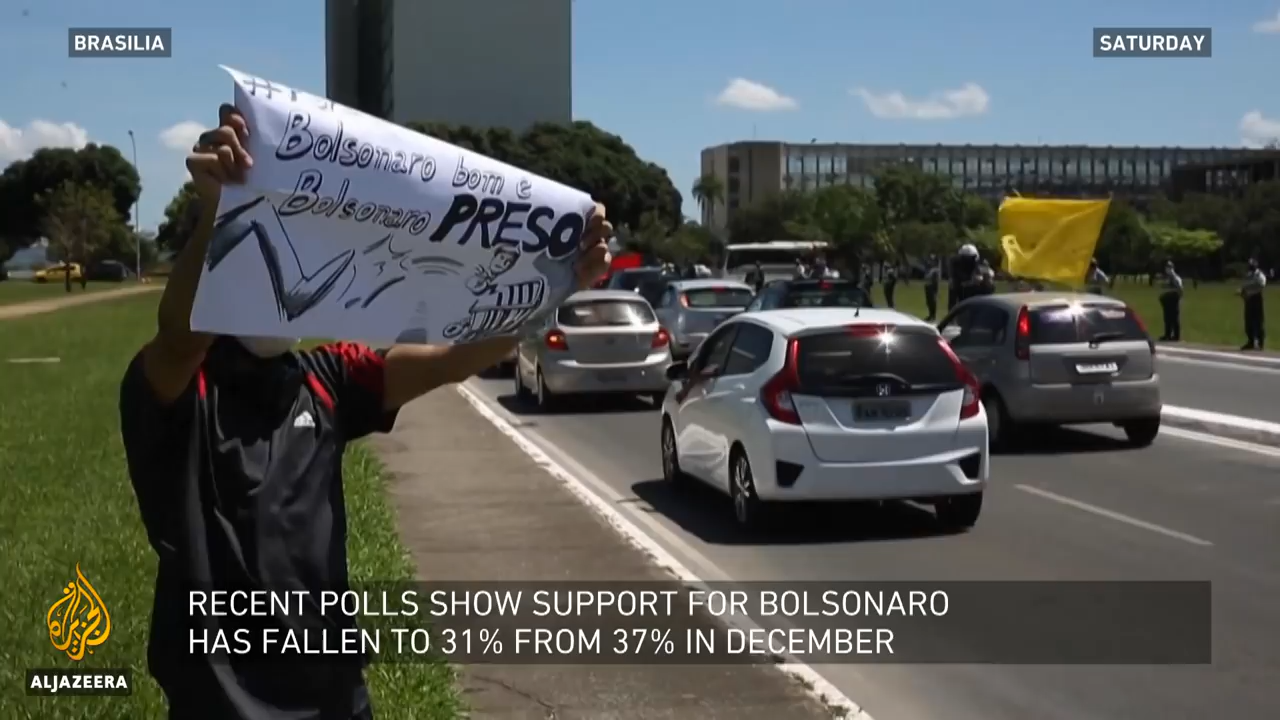 BRASILIA
SATURDAY
Bolsonaro bom é
Bolsonaro PRESO
RECENT POLLS SHOW SUPPORT FOR BOLSONARO
HAS FALLEN TO 31% FROM 37% IN DECEMBER
ALJAZEERA